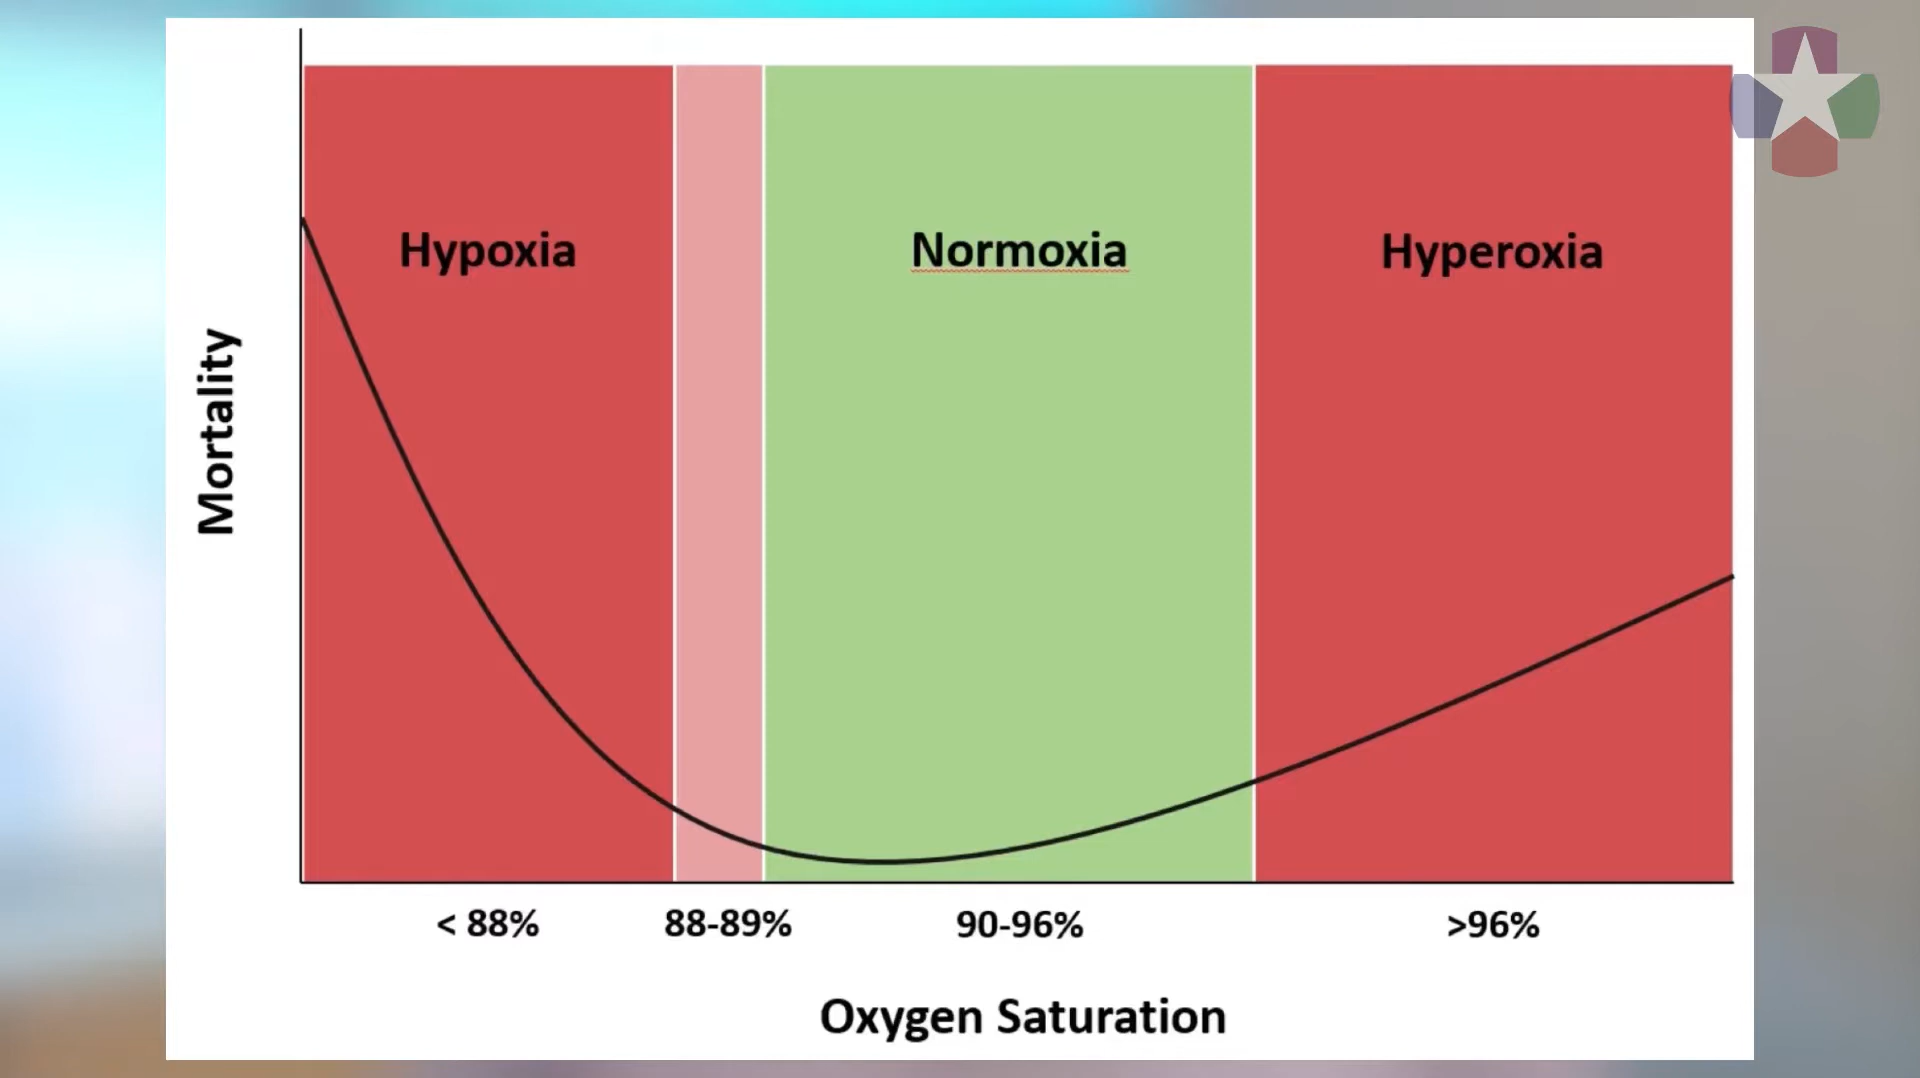 Hypoxia
Normoxia
Hyperoxia
Mortality
< 88%
88-89%
90-96%
>96%
Oxygen Saturation